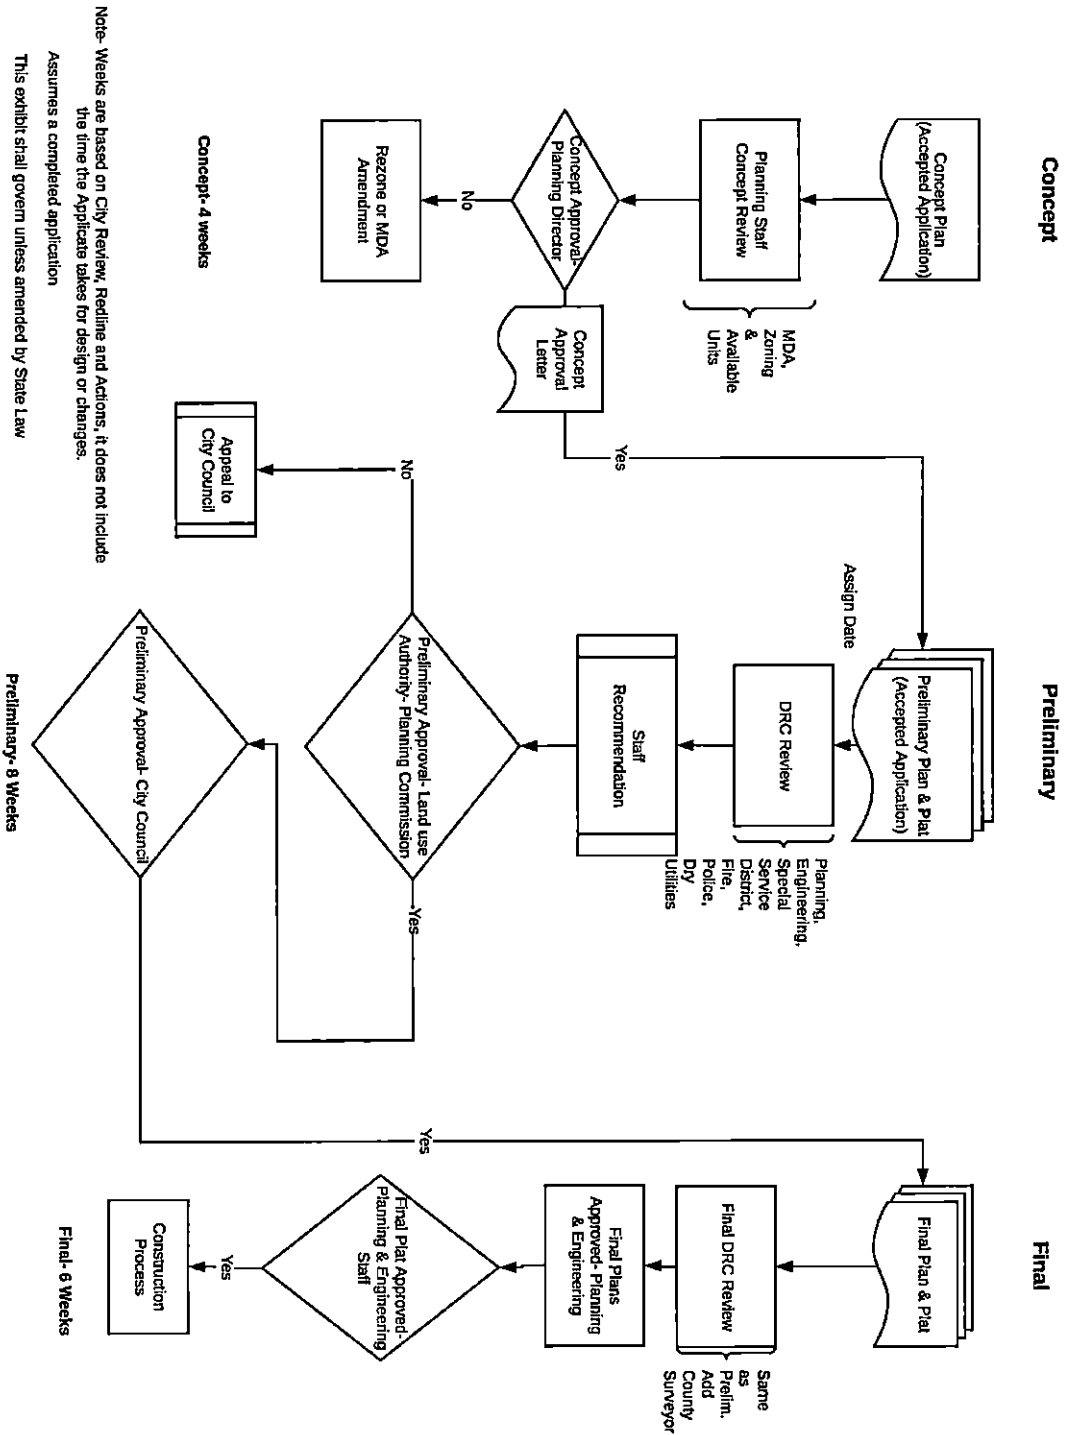 Concept
Concept Plan
(Accepted Application)
Planning Staff
Concept Review
MDA,
Zoning
&
Available
Units
Concept Approval-
Planning Director
No
Rezone or MDA
Amendment
Concept
Approval
Letter
Yes
Concept- 4 weeks
Preliminary
Preliminary Plan & Plat
(Accepted Application)
Assign Date
DRC Review
Planning,
Engineering,
Special
Service
District,
Fire,
Police,
Dry
Utilities
Staff
Recommendation
Preliminary Approval- Land use
Authority- Planning Commission
No
Appeal to
City Council
Yes
Preliminary Approval- City Council
Yes
Preliminary- 8 Weeks
Final
Final Plan & Plat
Final DRC Review
Same
as
Prelim.
Add
County
Surveyor
Final Plans
Approved- Planning
& Engineering
Final Plat Approved-
Planning & Engineering
Staff
Yes
Construction
Process
Final- 6 Weeks
Note- Weeks are based on City Review, Redline and Actions, it does not include
the time the Applicate takes for design or changes.
Assumes a completed application
This exhibit shall govern unless amended by State Law